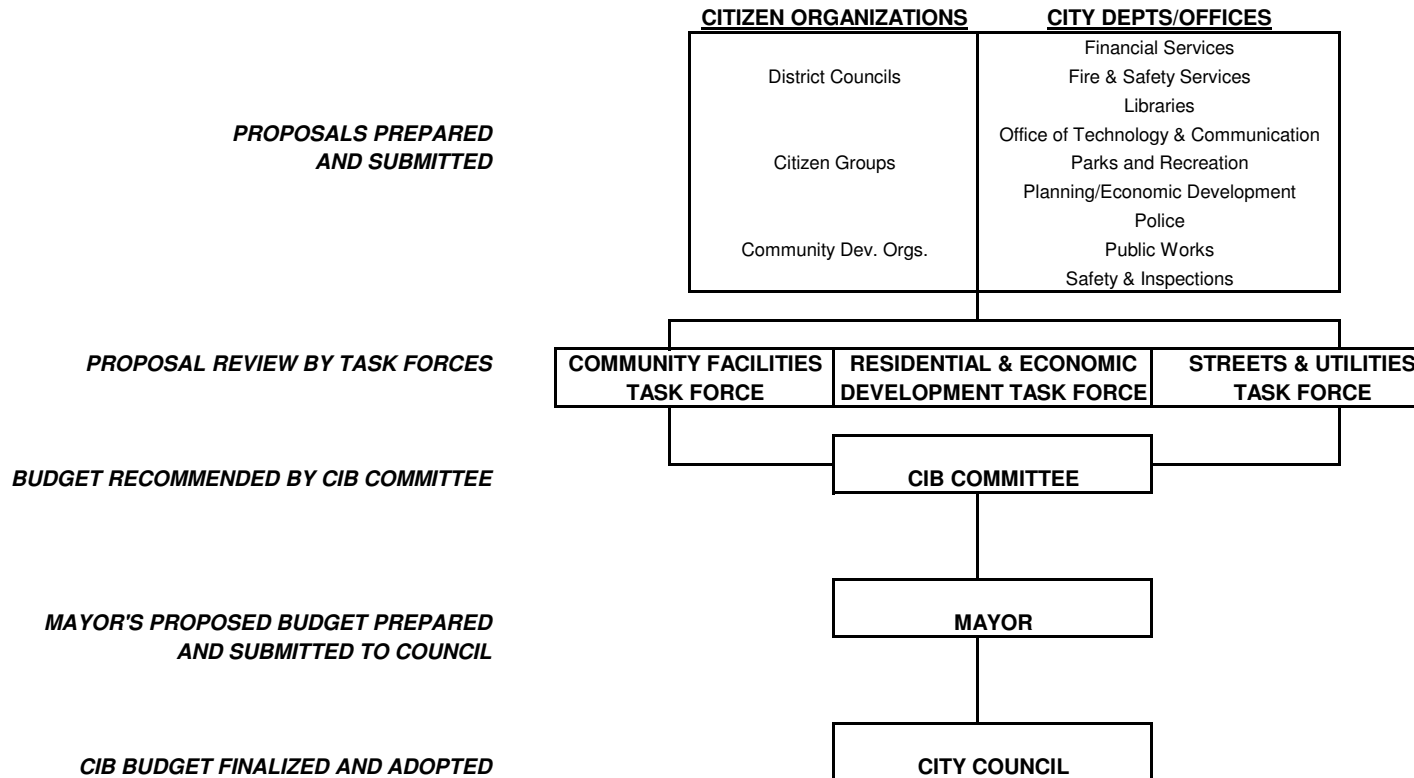 CITIZEN ORGANIZATIONS CITY DEPTS/OFFICES
Financial Services
District Councils Fire & Safety Services
Libraries
PROPOSALS PREPARED Office of Technology & Communication
AND SUBMITTED Citizen Groups Parks and Recreation
Planning/Economic Development
Police
Community Dev. Orgs. Public Works
Safety & Inspections
PROPOSAL REVIEW BY TASK FORCES COMMUNITY FACILITIES RESIDENTIAL & ECONOMIC STREETS & UTILITIES
TASK FORCE DEVELOPMENT TASK FORCE TASK FORCE
BUDGET RECOMMENDED BY CIB COMMITTEE CIB COMMITTEE
MAYOR'S PROPOSED BUDGET PREPARED MAYOR
AND SUBMITTED TO COUNCIL
CIB BUDGET FINALIZED AND ADOPTED CITY COUNCIL